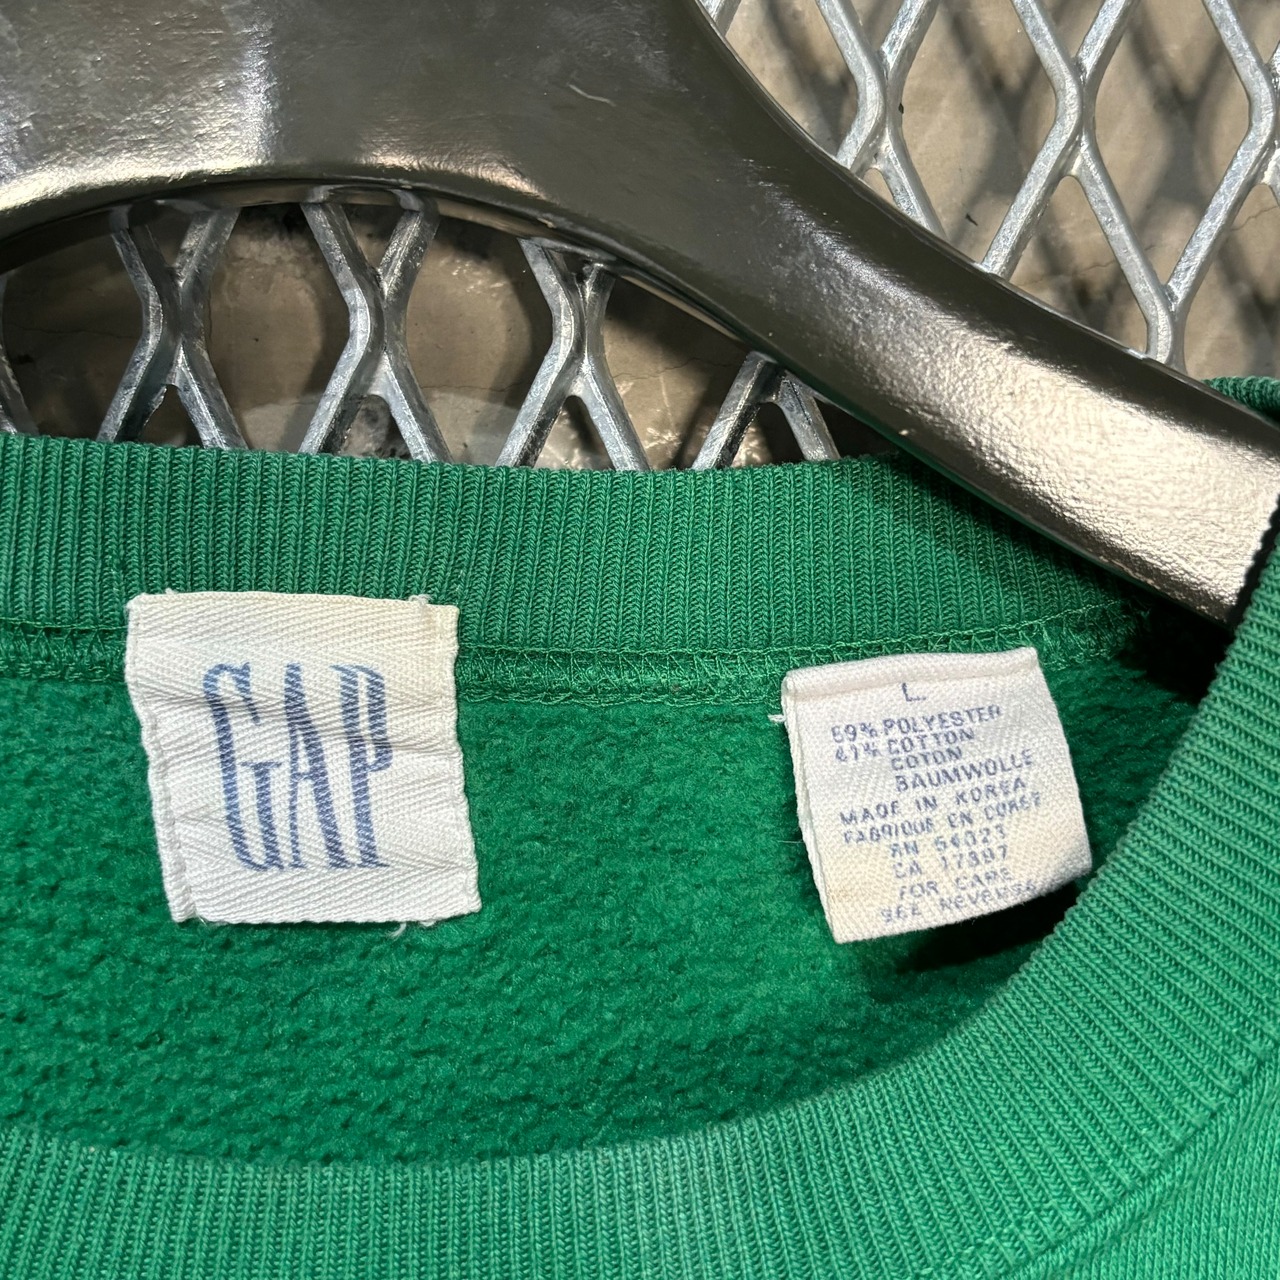 GAP
L
59% POLYESTER
41% COTTON
COTON
BAUMWOLLE
MADE IN KOREA
FABRIQUE EN COREE
RN 54023
CA 17897
FOR CARE
SEE REVERSE